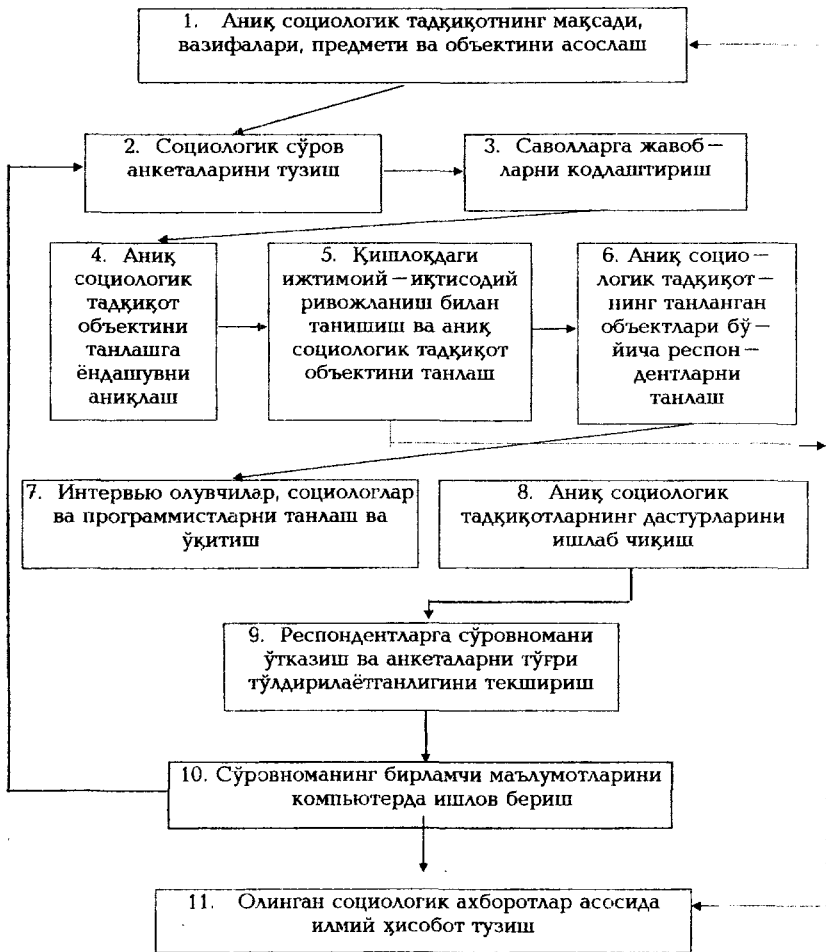 1. Аниқ социологик тадқиқотнинг мақсади,
вазифалари, предмети ва объектини асослаш
2. Социологик сўров
анкеталарини тузиш
3. Саволларга жавоб–
ларни кодлаштириш
4. Аниқ
социологик
тадқиқот
объектини
танлашга
ёндашувни
аниқлаш
5. Қишлоқдаги
ижтимоий–иқтисодий
ривожланиш билан
танишиш ва аниқ
социологик тадқиқот
объектини танлаш
6. Аниқ социо–
логик тадқиқот–
нинг танланган
объектлари бў–
йича респон–
дентларни
танлаш
7. Интервью олувчилар, социологлар
ва программистларни танлаш ва
ўқитиш
8. Аниқ социологик
тадқиқотларнинг дастурларини
ишлаб чиқиш
9. Респондентларга сўровномани
ўтказиш ва анкеталарни тўғри
тўлдирилаётганлигини текшириш
10. Сўровноманинг бирламчи маълумотларини
компьютерда ишлов бериш
11. Олинган социологик ахборотлар асосида
илмий ҳисобот тузиш